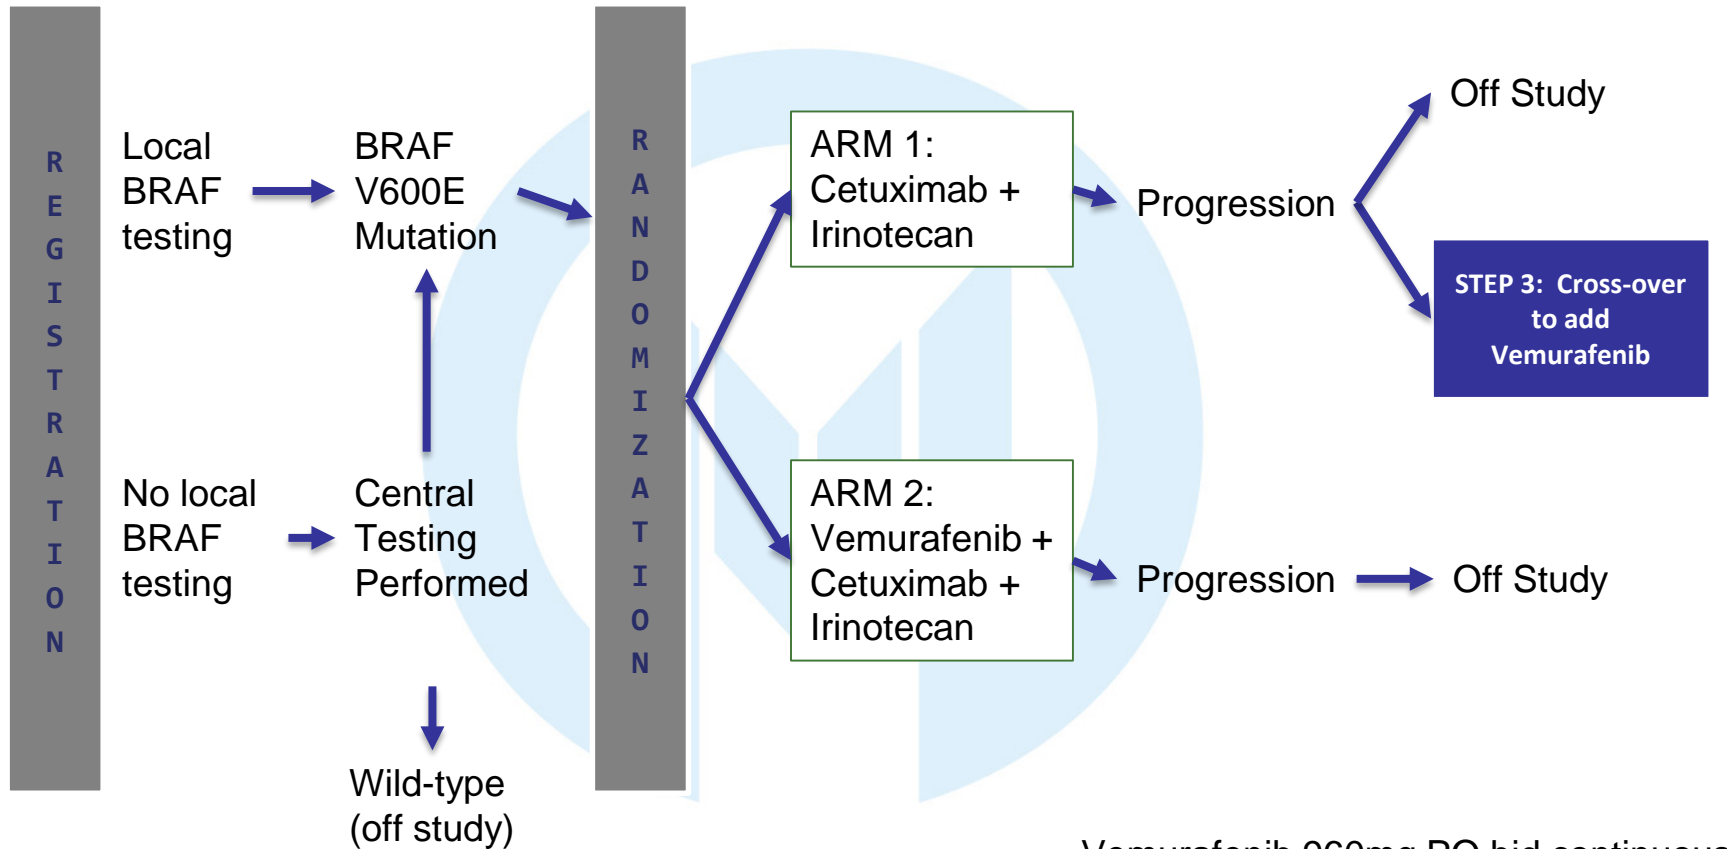 REGISTRATION
Local
BRAF
testing
BRAF
V600E
Mutation
No local
BRAF
testing
Central
Testing
Performed
Wild-type
(off study)
RANDOMIZATION
ARM 1:
Cetuximab +
Irinotecan
Progression
Off Study
STEP 3: Cross-over
to add
Vemurafenib
ARM 2:
Vemurafenib +
Cetuximab +
Irinotecan
Progression
Off Study